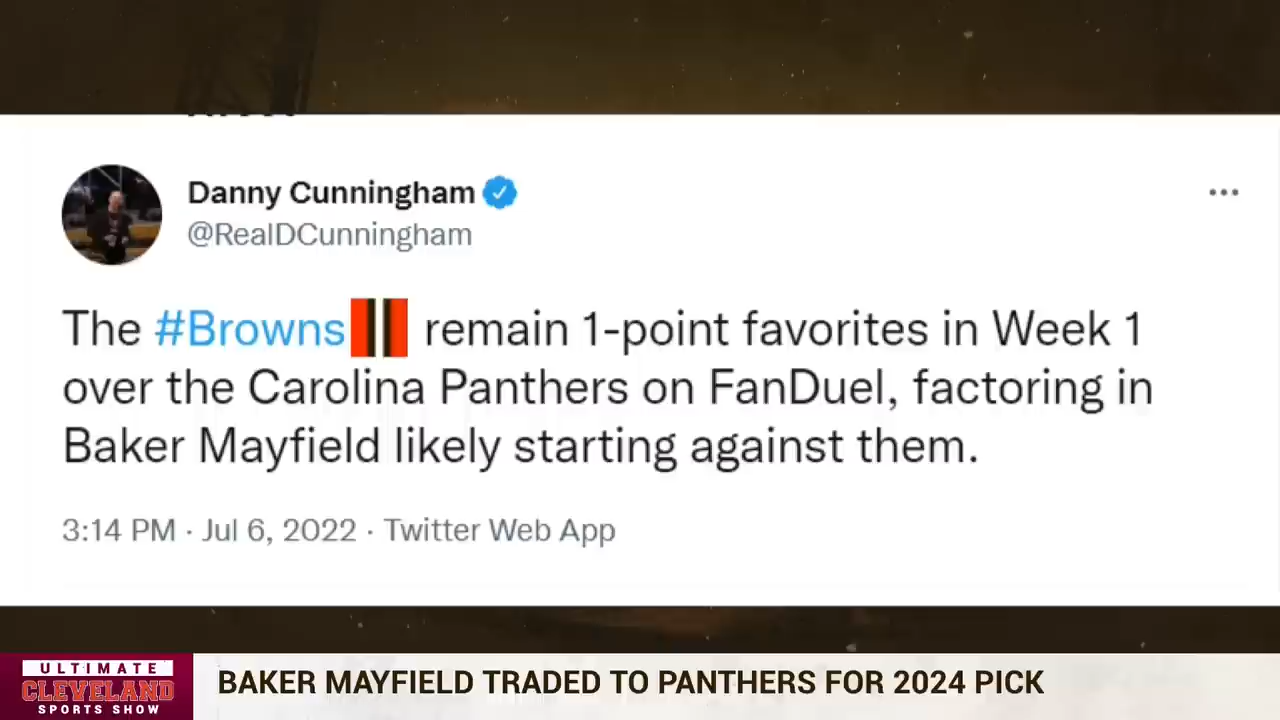 Danny Cunningham
@RealDCunningham
The #Browns remain 1-point favorites in Week 1
over the Carolina Panthers on FanDuel, factoring in
Baker Mayfield likely starting against them.
3:14 PM · Jul 6, 2022 · Twitter Web App
ULTIMATE
CLEVELAND
SPORTS SHOW
BAKER MAYFIELD TRADED TO PANTHERS FOR 2024 PICK